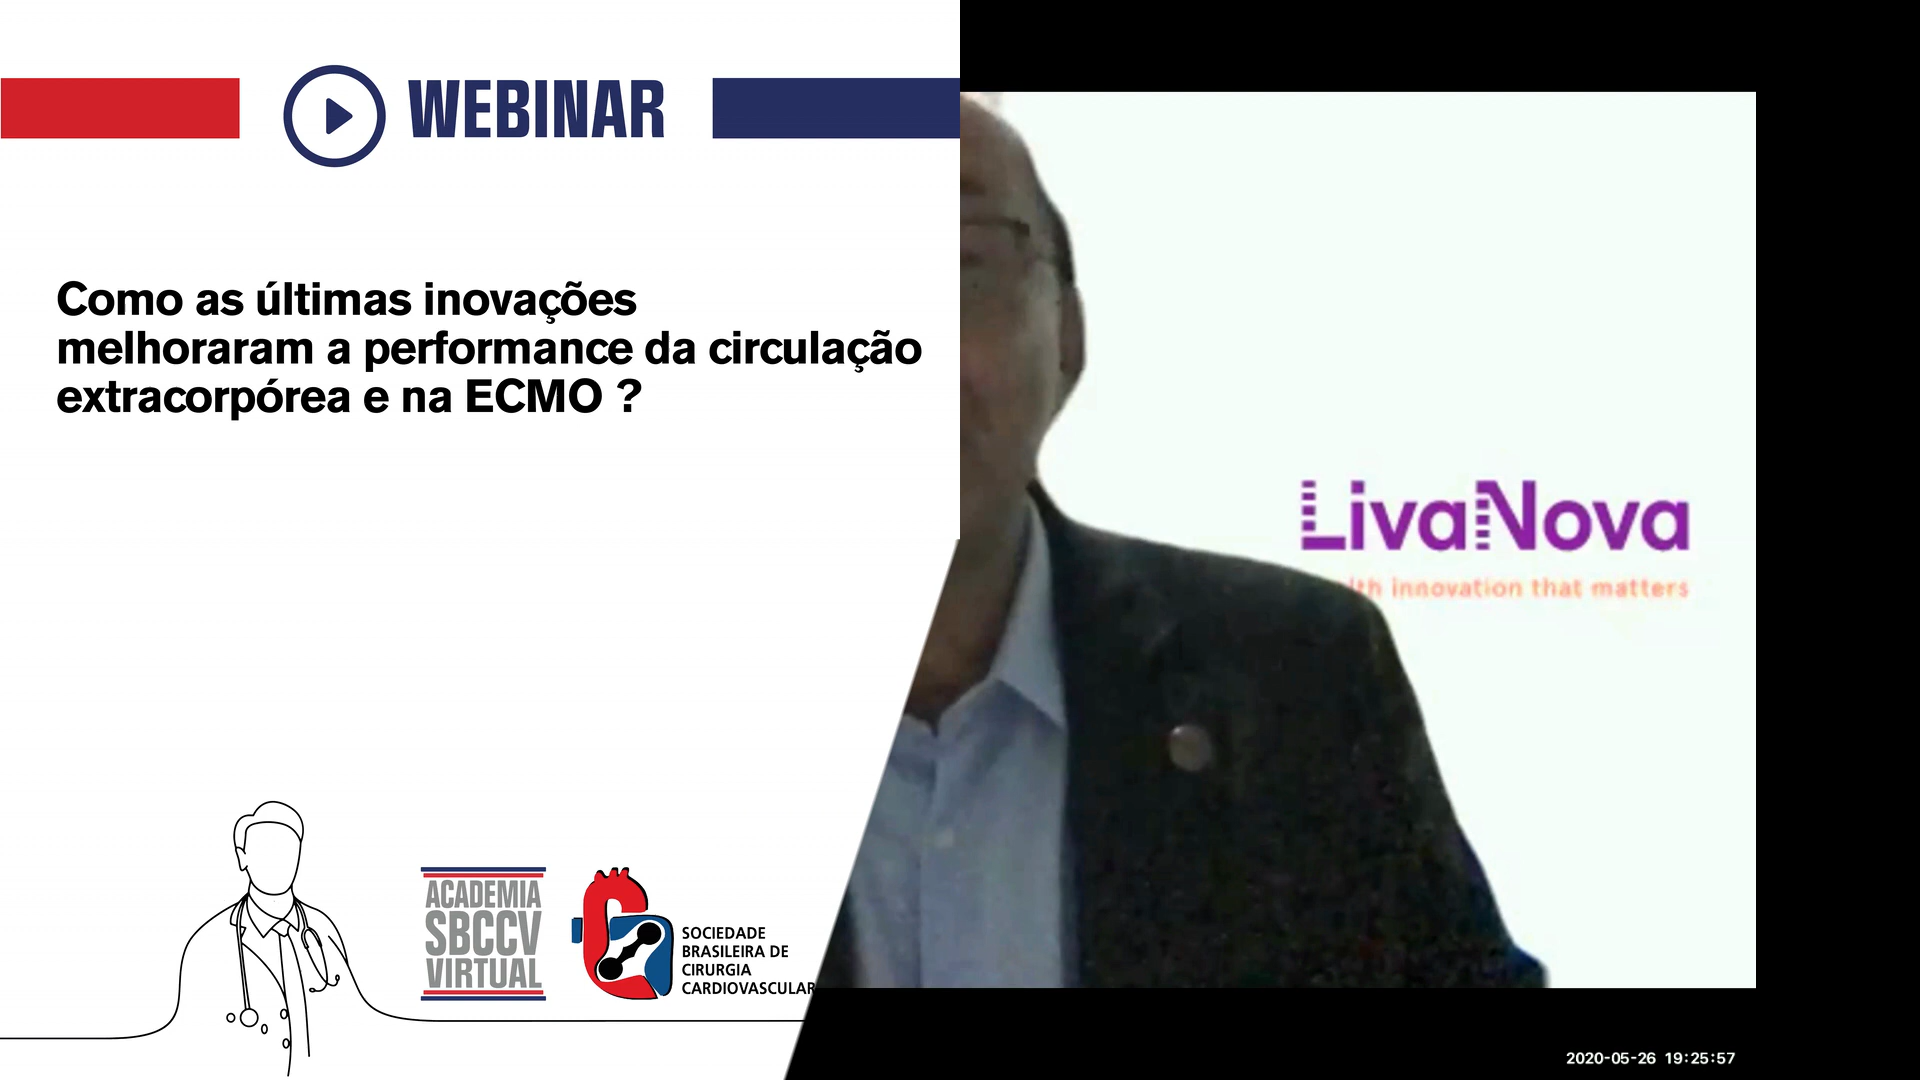 WEBINAR
Como as últimas inovações
melhoraram a performance da circulação
extracorpórea e na ECMO ?
ACADEMIA
SBCCV
VIRTUAL
SOCIEDADE
BRASILEIRA DE
CIRURGIA
CARDIOVASCULAR
LivaNova
innovation that matters
2020-05-26 19:25:57